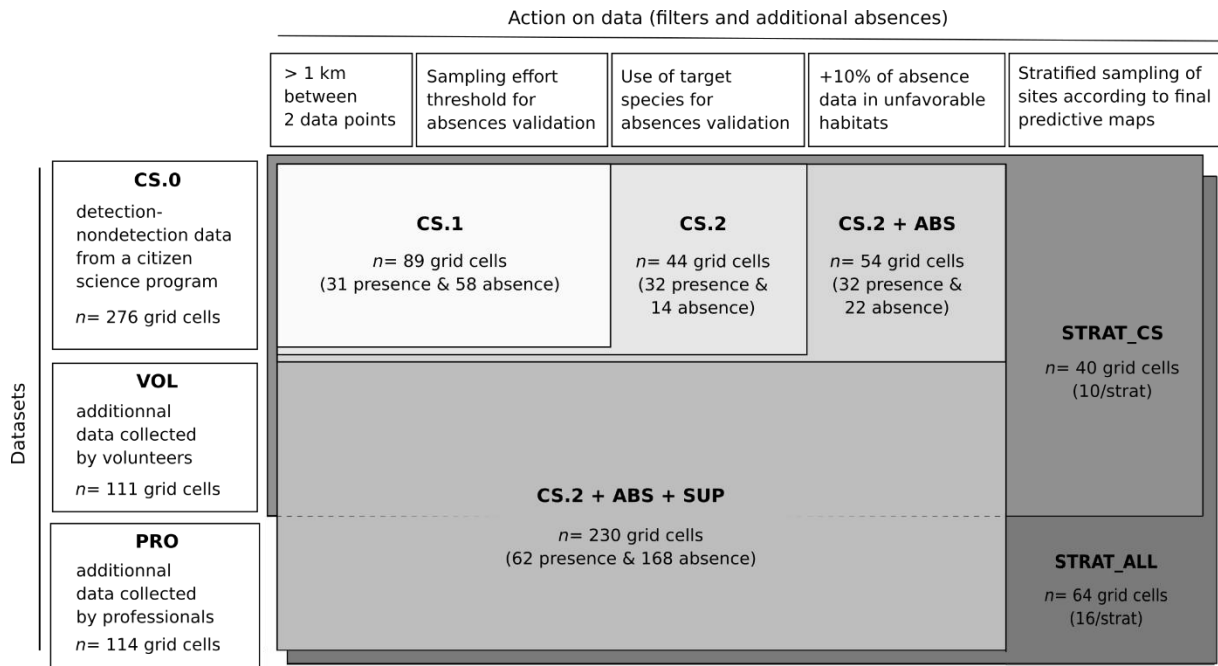 Action on data (filters and additional absences)
> 1 km
between
2 data points
Sampling effort
threshold for
absences validation
Use of target
species for
absences validation
+10% of absence
data in unfavorable
habitats
Stratified sampling of
sites according to final
predictive maps
Datasets
CS.0
detection-
nondetection data
from a citizen
science program
n= 276 grid cells
CS.1
n= 89 grid cells
(31 presence & 58 absence)
CS.2
n= 44 grid cells
(32 presence &
14 absence)
CS.2 + ABS
n= 54 grid cells
(32 presence &
22 absence)
STRAT_CS
n= 40 grid cells
(10/strat)
VOL
additionnal
data collected
by volunteers
n= 111 grid cells
CS.2 + ABS + SUP
n= 230 grid cells
(62 presence & 168 absence)
PRO
additionnal
data collected
by professionals
n= 114 grid cells
STRAT_ALL
n= 64 grid cells
(16/strat)